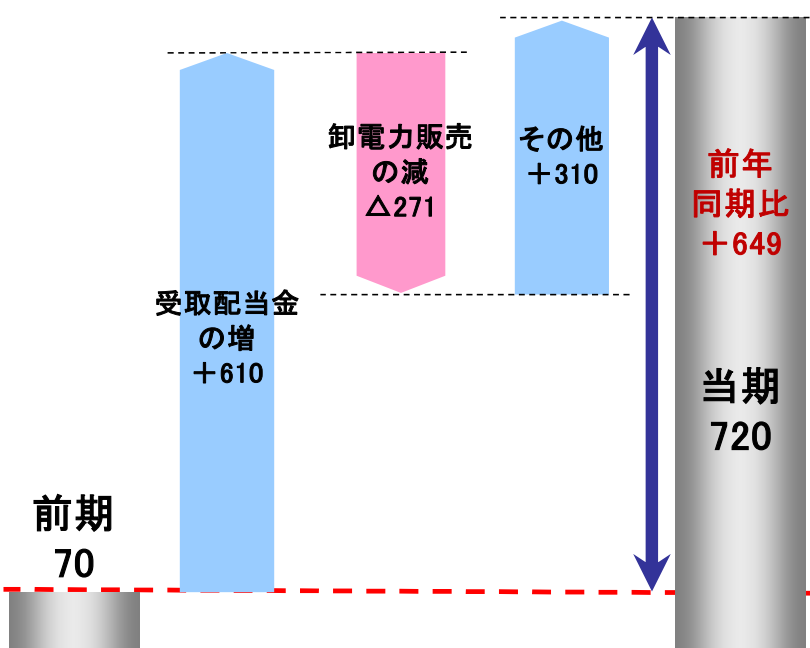 前期
70
受取配当金
の増
＋610
卸電力販売
の減
△271
その他
＋310
前年
同期比
＋649
当期
720